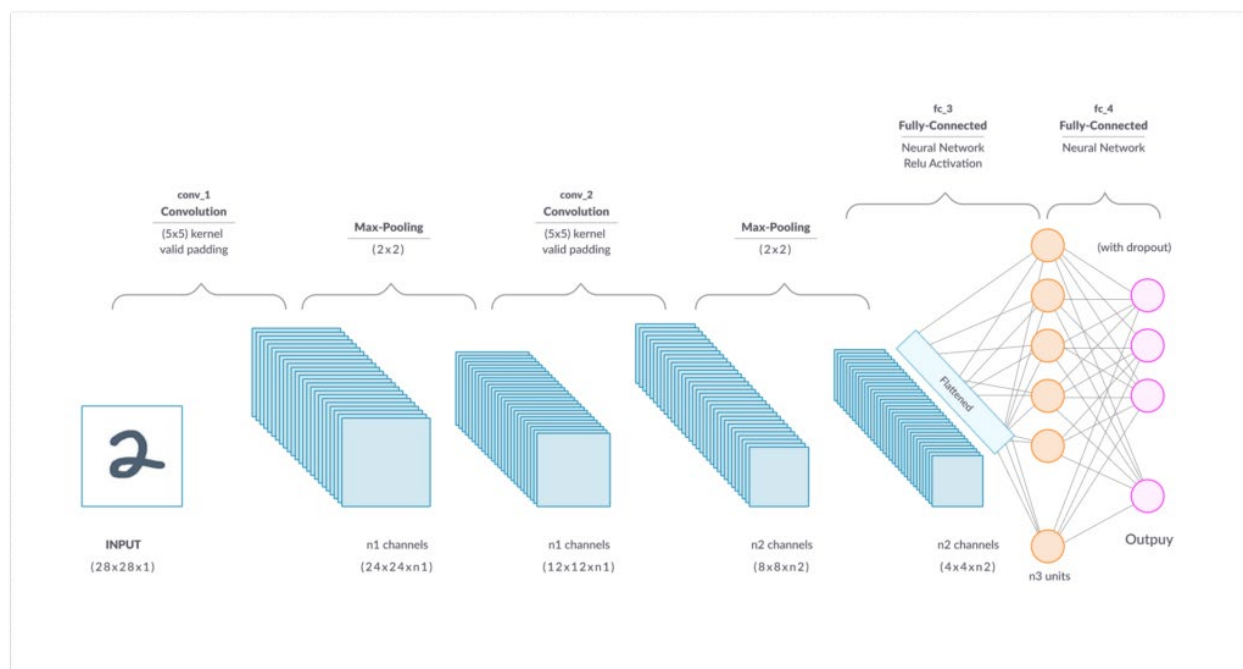 fc_3
Fully-Connected
Neural Network
Relu Activation
fc_4
Fully-Connected
Neural Network
conv_1
Convolution
(5x5) kernel
valid padding
Max-Pooling
(2x2)
conv_2
Convolution
(5x5) kernel
valid padding
Max-Pooling
(2x2)
(with dropout)
Flattened
INPUT
(28x28x1)
n1 channels
(24x24xn1)
n1 channels
(12x12xn1)
n2 channels
(8x8xn2)
n2 channels
(4x4xn2)
n3 units
Outpuy